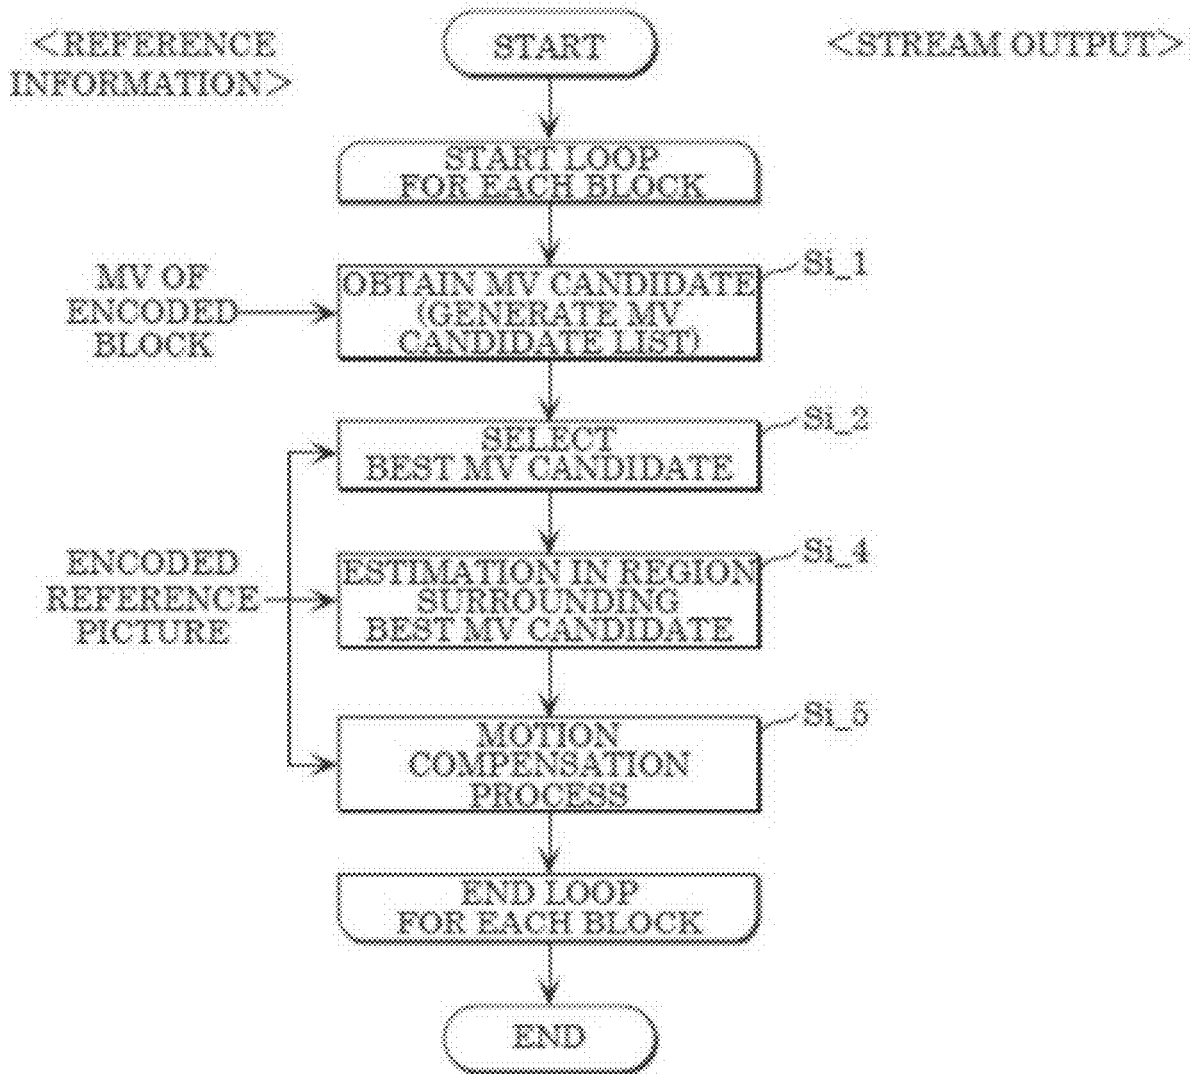 <REFERENCE
INFORMATION>
START
<STREAM OUTPUT>
START LOOP
FOR EACH BLOCK
MV OF
ENCODED
BLOCK
OBTAIN MV CANDIDATE
(GENERATE MV
CANDIDATE LIST)
Si_1
SELECT
BEST MV CANDIDATE
Si_2
ENCODED
REFERENCE
PICTURE
ESTIMATION IN REGION
SURROUNDING
BEST MV CANDIDATE
Si_4
MOTION
COMPENSATION
PROCESS
Si_5
END LOOP
FOR EACH BLOCK
END